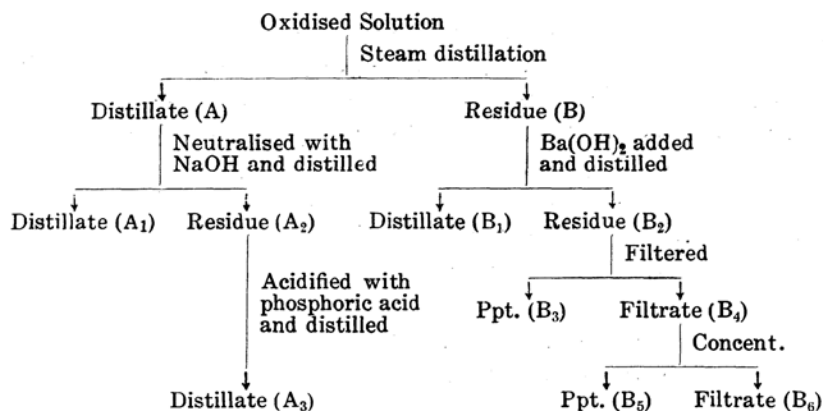 Oxidised Solution
Steam distillation
Distillate (A)
Residue (B)
Neutralised with
NaOH and distilled
Ba(OH)₂ added
and distilled
Distillate (A₁)
Residue (A₂)
Distillate (B₁)
Residue (B₂)
Filtered
Acidified with
phosphoric acid
and distilled
Ppt. (B₃)
Filtrate (B₄)
Concent.
Distillate (A₃)
Ppt. (B₅)
Filtrate (B₆)